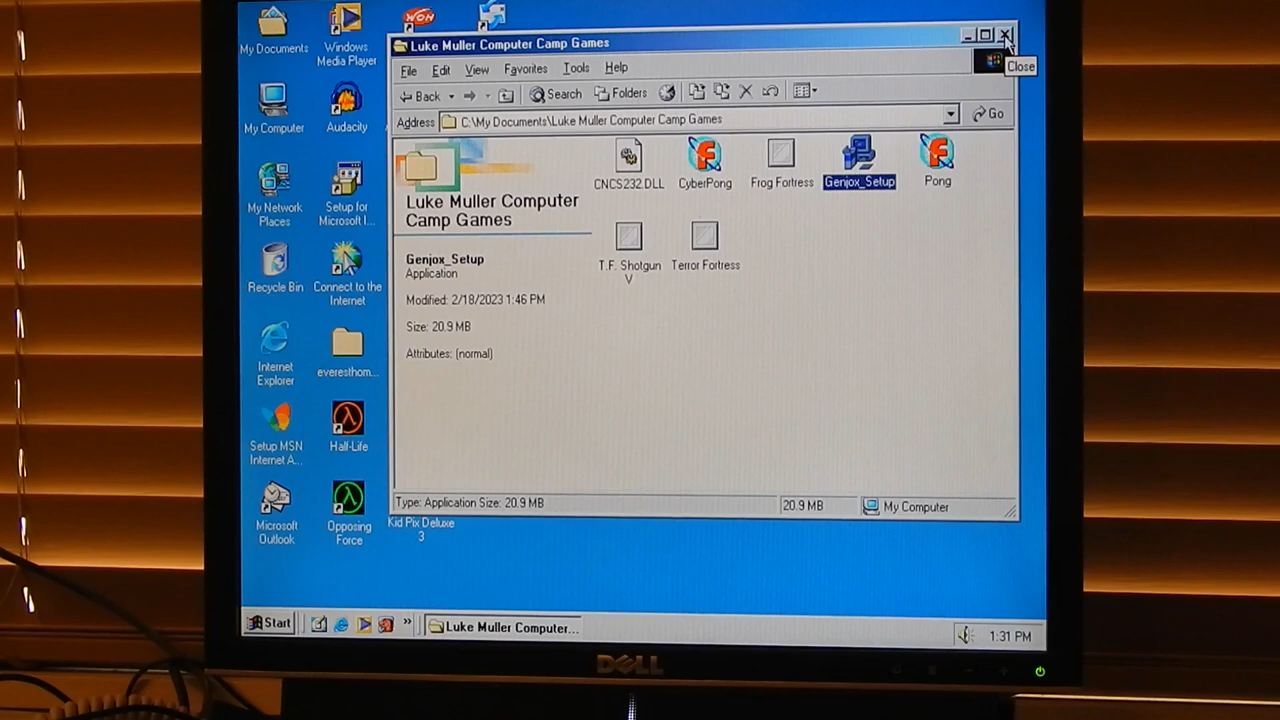 My Documents
Windows
Media Player
WON
My Computer
Audacity
My Network
Places
Setup for
Microsoft I...
Recycle Bin
Connect to the
Internet
Internet
Explorer
everesthom...
Setup MSN
Internet A...
Half-Life
Microsoft
Outlook
Opposing
Force
Kid Pix Deluxe
3
Luke Muller Computer Camp Games
Close
File Edit View Favorites Tools Help
Back Search Folders
Address C:\My Documents\Luke Muller Computer Camp Games Go
Luke Muller Computer
Camp Games
Genjox_Setup
Application
Modified: 2/18/2023 1:46 PM
Size: 20.9 MB
Attributes: (normal)
CNCS232.DLL CyberPong Frog Fortress Genjox_Setup Pong
T.F. Shotgun
V
Terror Fortress
Type: Application Size: 20.9 MB 20.9 MB My Computer
Start » Luke Muller Computer... 1:31 PM
DELL